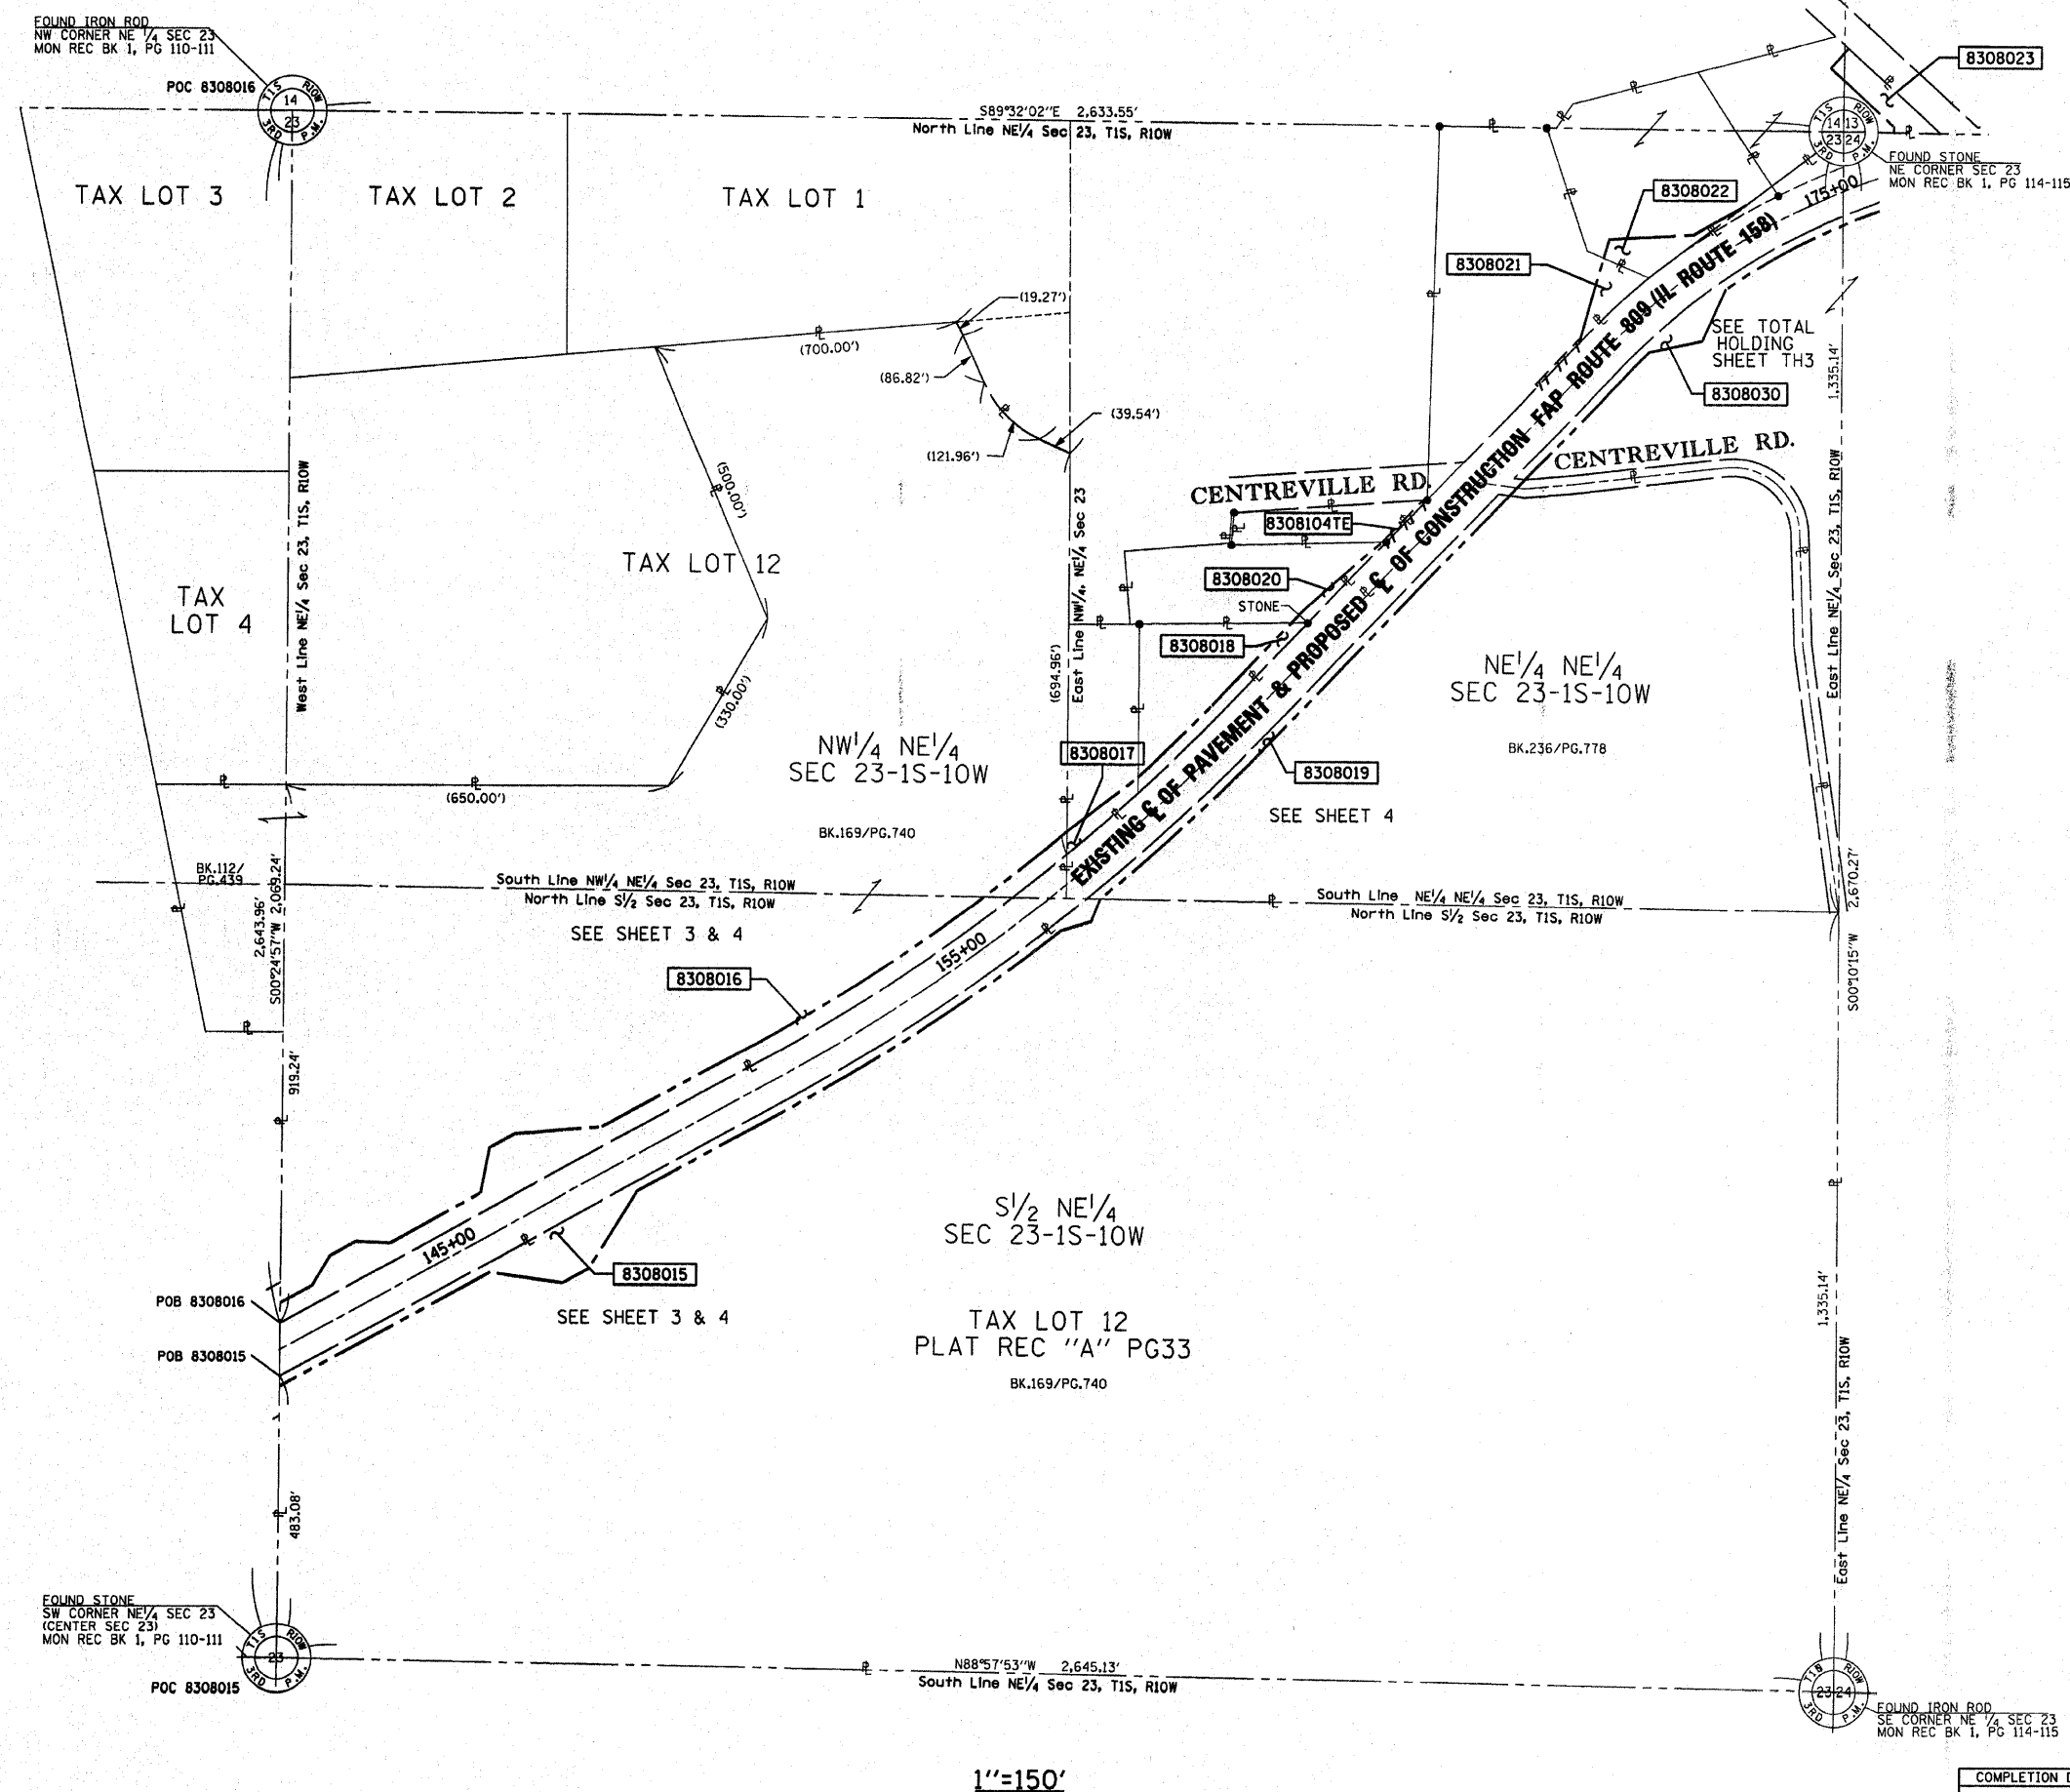 FOUND IRON ROD
NW CORNER NE 1/4 SEC 23
MON REC BK 1, PG 110-111
POC 8308016
T1S R10W
14
23
3RD P.M.
S89°32'02"E 2,633.55'
North Line NE1/4 Sec 23, T1S, R10W
8308023
T1S R10W
14 13
23 24
3RD P.M.
FOUND STONE
NE CORNER SEC 23
MON REC BK 1, PG 114-115
TAX LOT 3
TAX LOT 2
TAX LOT 1
8308022
175+00
8308021
(19.27')
(700.00')
(86.82')
(39.54')
(121.96')
SEE TOTAL
HOLDING
SHEET TH3
8308030
1,335.14'
East Line NE1/4 Sec 23, T1S, R10W
West Line NE1/4 Sec 23, T1S, R10W
(500.00')
East Line NW1/4, NE1/4 Sec 23
(694.96')
CENTREVILLE RD.
CENTREVILLE RD.
8308104TE
TAX LOT 12
TAX
LOT 4
8308020
STONE
8308018
EXISTING ℄ OF PAVEMENT & PROPOSED ℄ OF CONSTRUCTION FAP ROUTE 809 (IL ROUTE 158)
NE1/4 NE1/4
SEC 23-1S-10W
BK.236/PG.778
(330.00')
NW1/4 NE1/4
SEC 23-1S-10W
BK.169/PG.740
8308017
8308019
SEE SHEET 4
(650.00')
BK.112/
PG.439
2,643.96'
S00°24'57"W 2,069.24'
South Line NW1/4 NE1/4 Sec 23, T1S, R10W
North Line S1/2 Sec 23, T1S, R10W
South Line NE1/4 NE1/4 Sec 23, T1S, R10W
North Line S1/2 Sec 23, T1S, R10W
2,670.27'
S00°10'15"W
SEE SHEET 3 & 4
155+00
8308016
919.24'
145+00
8308015
SEE SHEET 3 & 4
POB 8308016
POB 8308015
S1/2 NE1/4
SEC 23-1S-10W
TAX LOT 12
PLAT REC "A" PG33
BK.169/PG.740
1,335.14'
East Line NE1/4 Sec 23, T1S, R10W
483.08'
FOUND STONE
SW CORNER NE1/4 SEC 23
(CENTER SEC 23)
MON REC BK 1, PG 110-111
T1S R10W
23
3RD P.M.
POC 8308015
N88°57'53"W 2,645.13'
South Line NE1/4 Sec 23, T1S, R10W
T1S R10W
23 24
3RD P.M.
FOUND IRON ROD
SE CORNER NE 1/4 SEC 23
MON REC BK 1, PG 114-115
1"=150'
COMPLETION